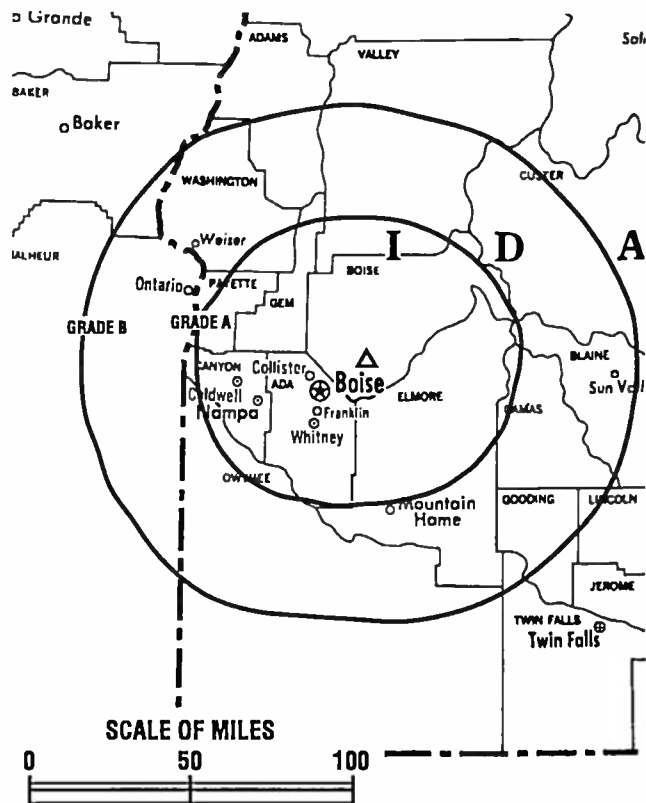 a Grande
ADAMS
VALLEY
BAKER
Baker
CUSTER
WASHINGTON
Weiser
I D A
ALHEUR
BOISE
PAYETTE
Ontario
GEM
GRADE B
GRADE A
BLAINE
CANYON
Collister
ADA
Boise
Sun Vall
Caldwell
ELMORE
CAMAS
Nampa
Franklin
Whitney
OWYHEE
Mountain
Home
GOODING
LINCOLN
JEROME
TWIN FALLS
Twin Falls
SCALE OF MILES
0 50 100